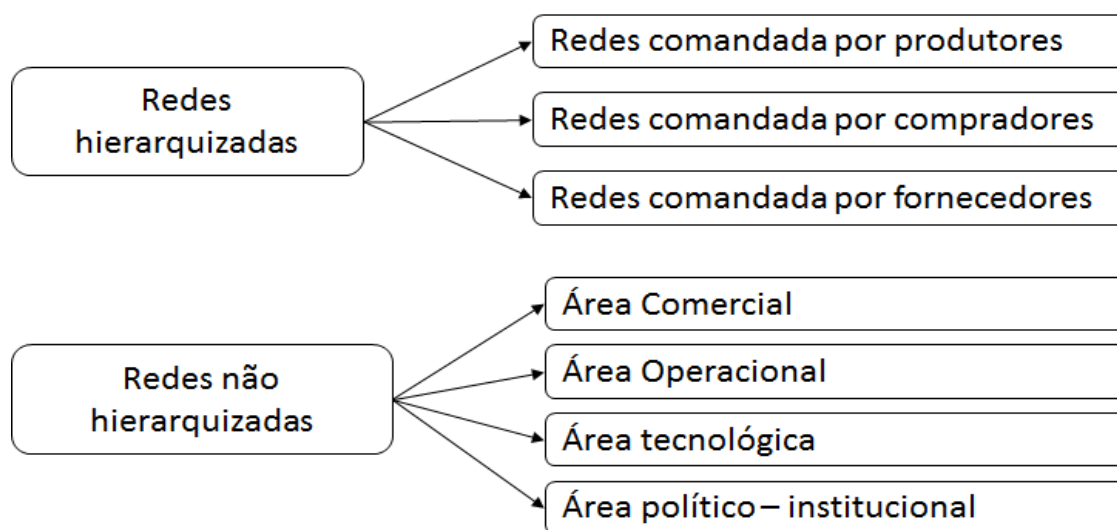 Redes
hierarquizadas
Redes comandada por produtores
Redes comandada por compradores
Redes comandada por fornecedores
Redes não
hierarquizadas
Área Comercial
Área Operacional
Área tecnológica
Área político – institucional